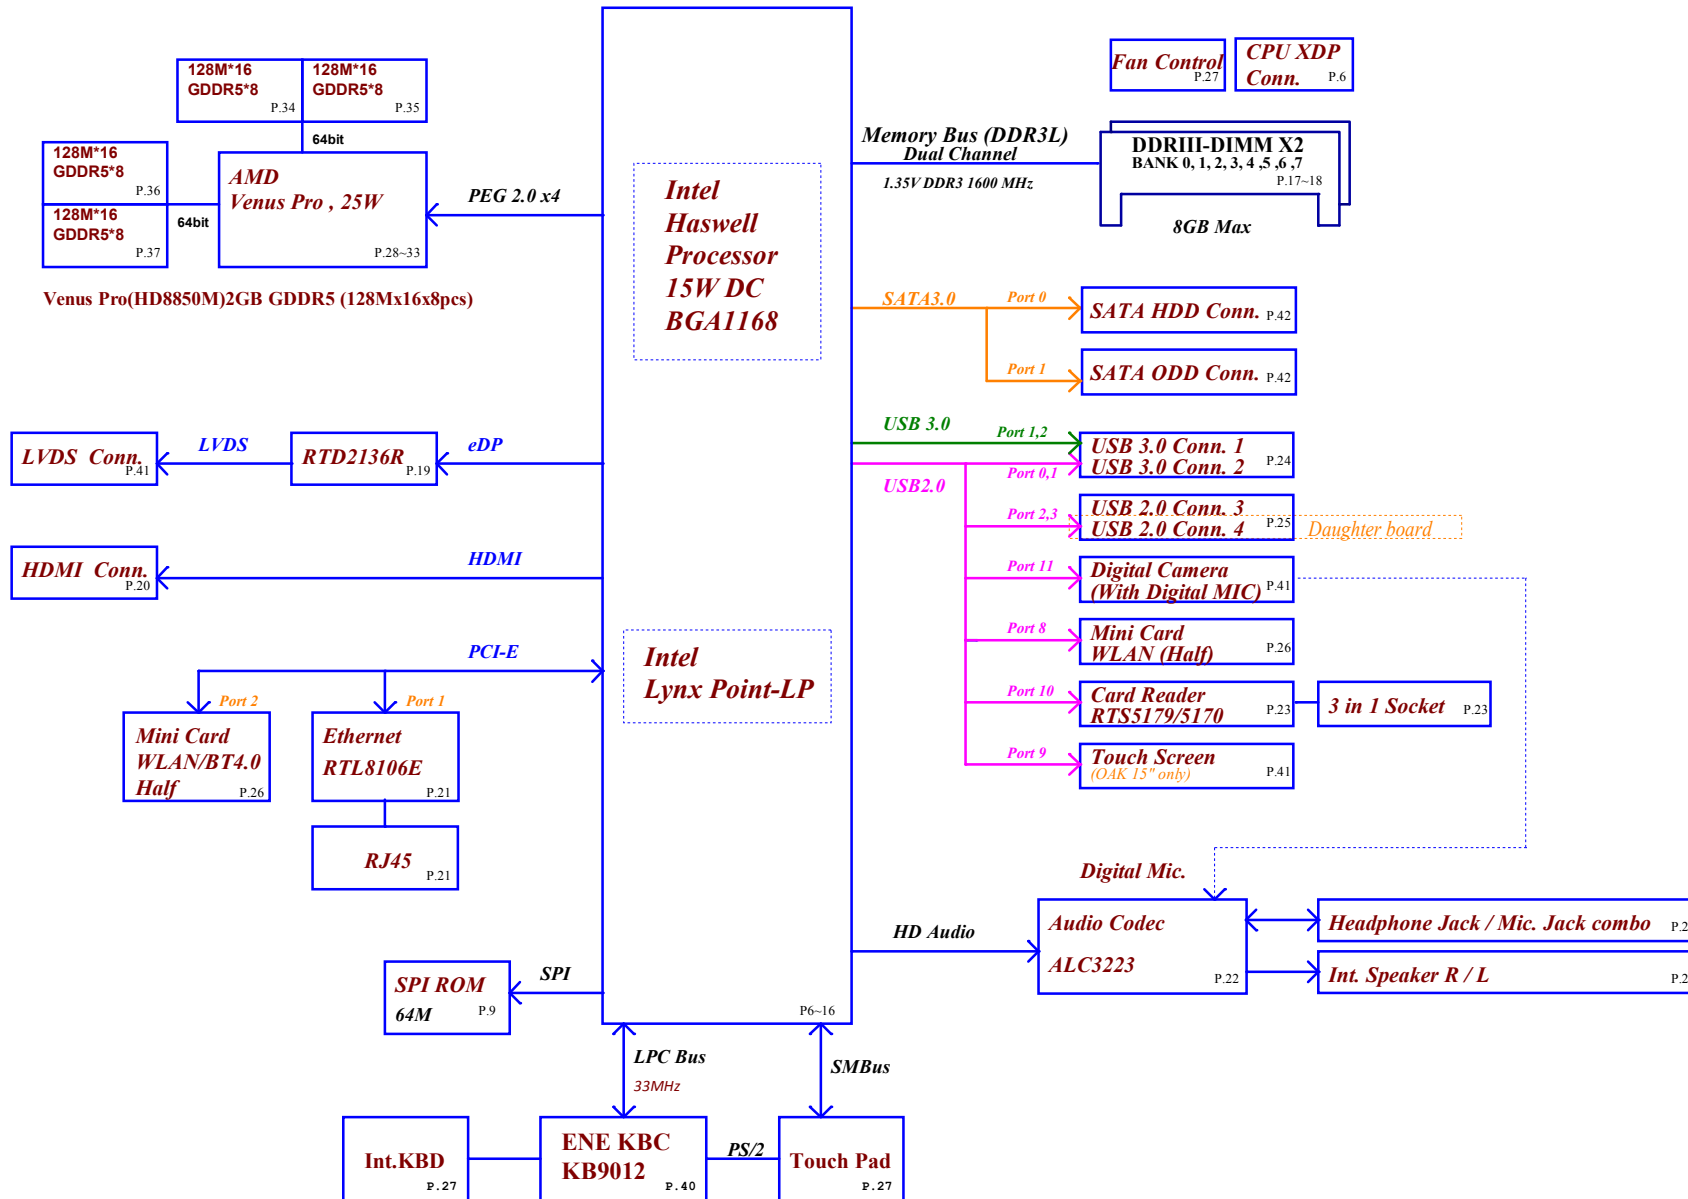 128M*16
GDDR5*8
P.34
128M*16
GDDR5*8
P.35
64bit
128M*16
GDDR5*8
P.36
128M*16
GDDR5*8
P.37
64bit
AMD
Venus Pro , 25W
P.28~33
PEG 2.0 x4
Venus Pro(HD8850M)2GB GDDR5 (128Mx16x8pcs)
Intel
Haswell
Processor
15W DC
BGA1168
Fan Control
P.27
CPU XDP
Conn.
P.6
Memory Bus (DDR3L)
Dual Channel
1.35V DDR3 1600 MHz
DDRIII-DIMM X2
BANK 0, 1, 2, 3, 4 ,5 ,6 ,7
P.17~18
8GB Max
SATA3.0
Port 0
SATA HDD Conn.
P.42
Port 1
SATA ODD Conn.
P.42
USB 3.0
Port 1,2
USB 3.0 Conn. 1
USB 3.0 Conn. 2
P.24
USB2.0
Port 0,1
Port 2,3
USB 2.0 Conn. 3
USB 2.0 Conn. 4
P.25
Daughter board
Port 11
Digital Camera
(With Digital MIC)
P.41
Port 8
Mini Card
WLAN (Half)
P.26
Port 10
Card Reader
RTS5179/5170
P.23
3 in 1 Socket
P.23
Port 9
Touch Screen
(OAK 15" only)
P.41
LVDS Conn.
P.41
LVDS
RTD2136R
P.19
eDP
HDMI Conn.
P.20
HDMI
Intel
Lynx Point-LP
PCI-E
Port 2
Port 1
Mini Card
WLAN/BT4.0
Half
P.26
Ethernet
RTL8106E
P.21
RJ45
P.21
Digital Mic.
HD Audio
Audio Codec
ALC3223
P.22
Headphone Jack / Mic. Jack combo
P.2
Int. Speaker R / L
P.2
SPI ROM
64M
P.9
SPI
P6~16
LPC Bus
33MHz
SMBus
Int.KBD
P.27
ENE KBC
KB9012
P.40
PS/2
Touch Pad
P.27